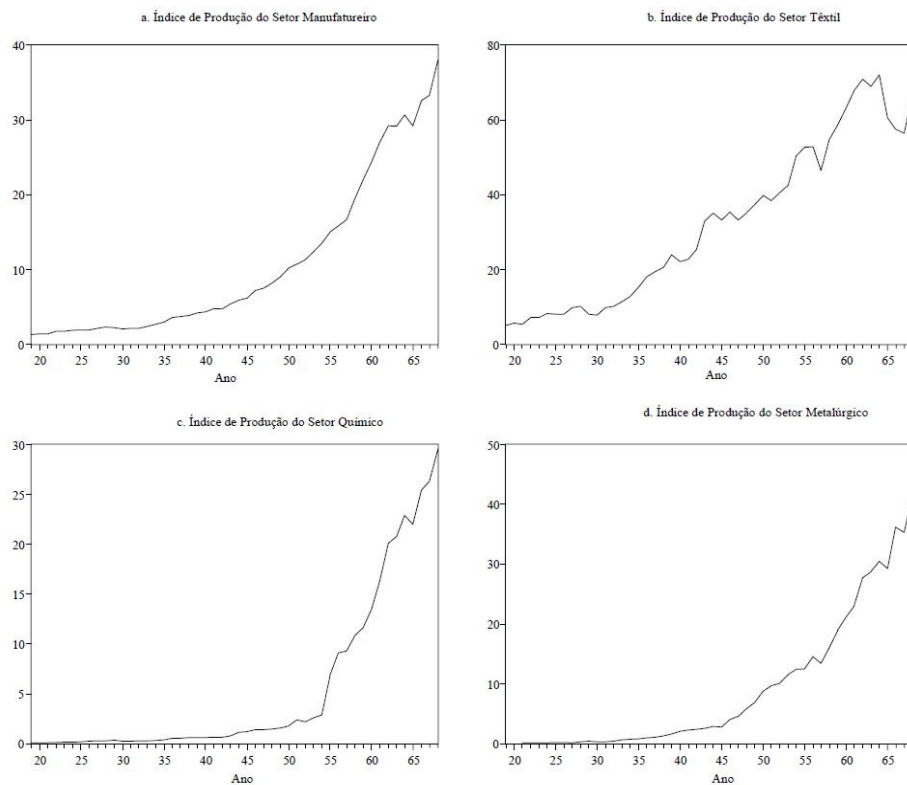 a. Índice de Produção do Setor Manufatureiro
40
30
20
10
0
20 25 30 35 40 45 50 55 60 65
Ano
b. Índice de Produção do Setor Têxtil
80
60
40
20
0
20 25 30 35 40 45 50 55 60 65
Ano
c. Índice de Produção do Setor Químico
30
25
20
15
10
5
0
20 25 30 35 40 45 50 55 60 65
Ano
d. Índice de Produção do Setor Metalúrgico
50
40
30
20
10
0
20 25 30 35 40 45 50 55 60 65
Ano